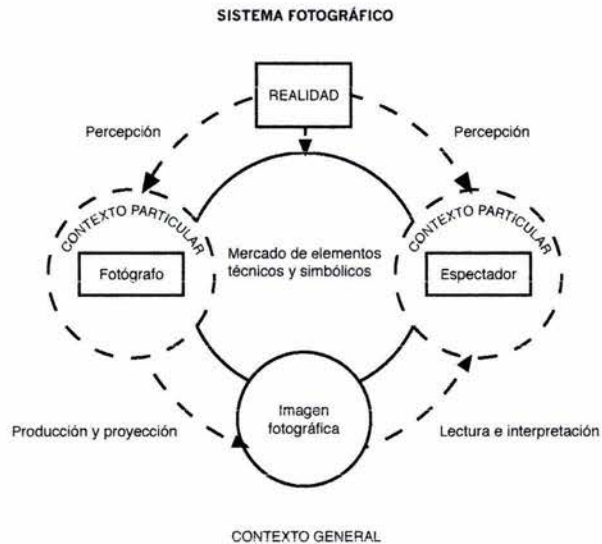 SISTEMA FOTOGRÁFICO
REALIDAD
Percepción
Percepción
CONTEXTO PARTICULAR
CONTEXTO PARTICULAR
Fotógrafo
Mercado de elementos
técnicos y simbólicos
Espectador
Imagen
fotográfica
Producción y proyección
Lectura e interpretación
CONTEXTO GENERAL